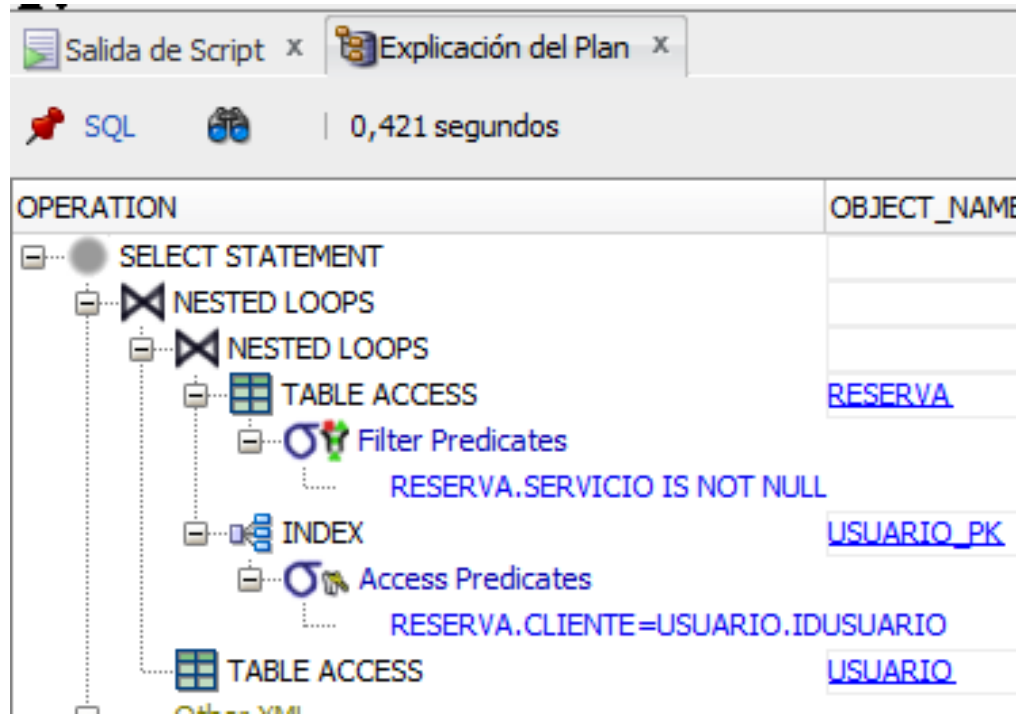 Salida de Script x Explicación del Plan x
SQL | 0,421 segundos
OPERATION OBJECT_NAME
SELECT STATEMENT
NESTED LOOPS
NESTED LOOPS
TABLE ACCESS RESERVA
Filter Predicates
RESERVA.SERVICIO IS NOT NULL
INDEX USUARIO_PK
Access Predicates
RESERVA.CLIENTE=USUARIO.IDUSUARIO
TABLE ACCESS USUARIO
Other XML